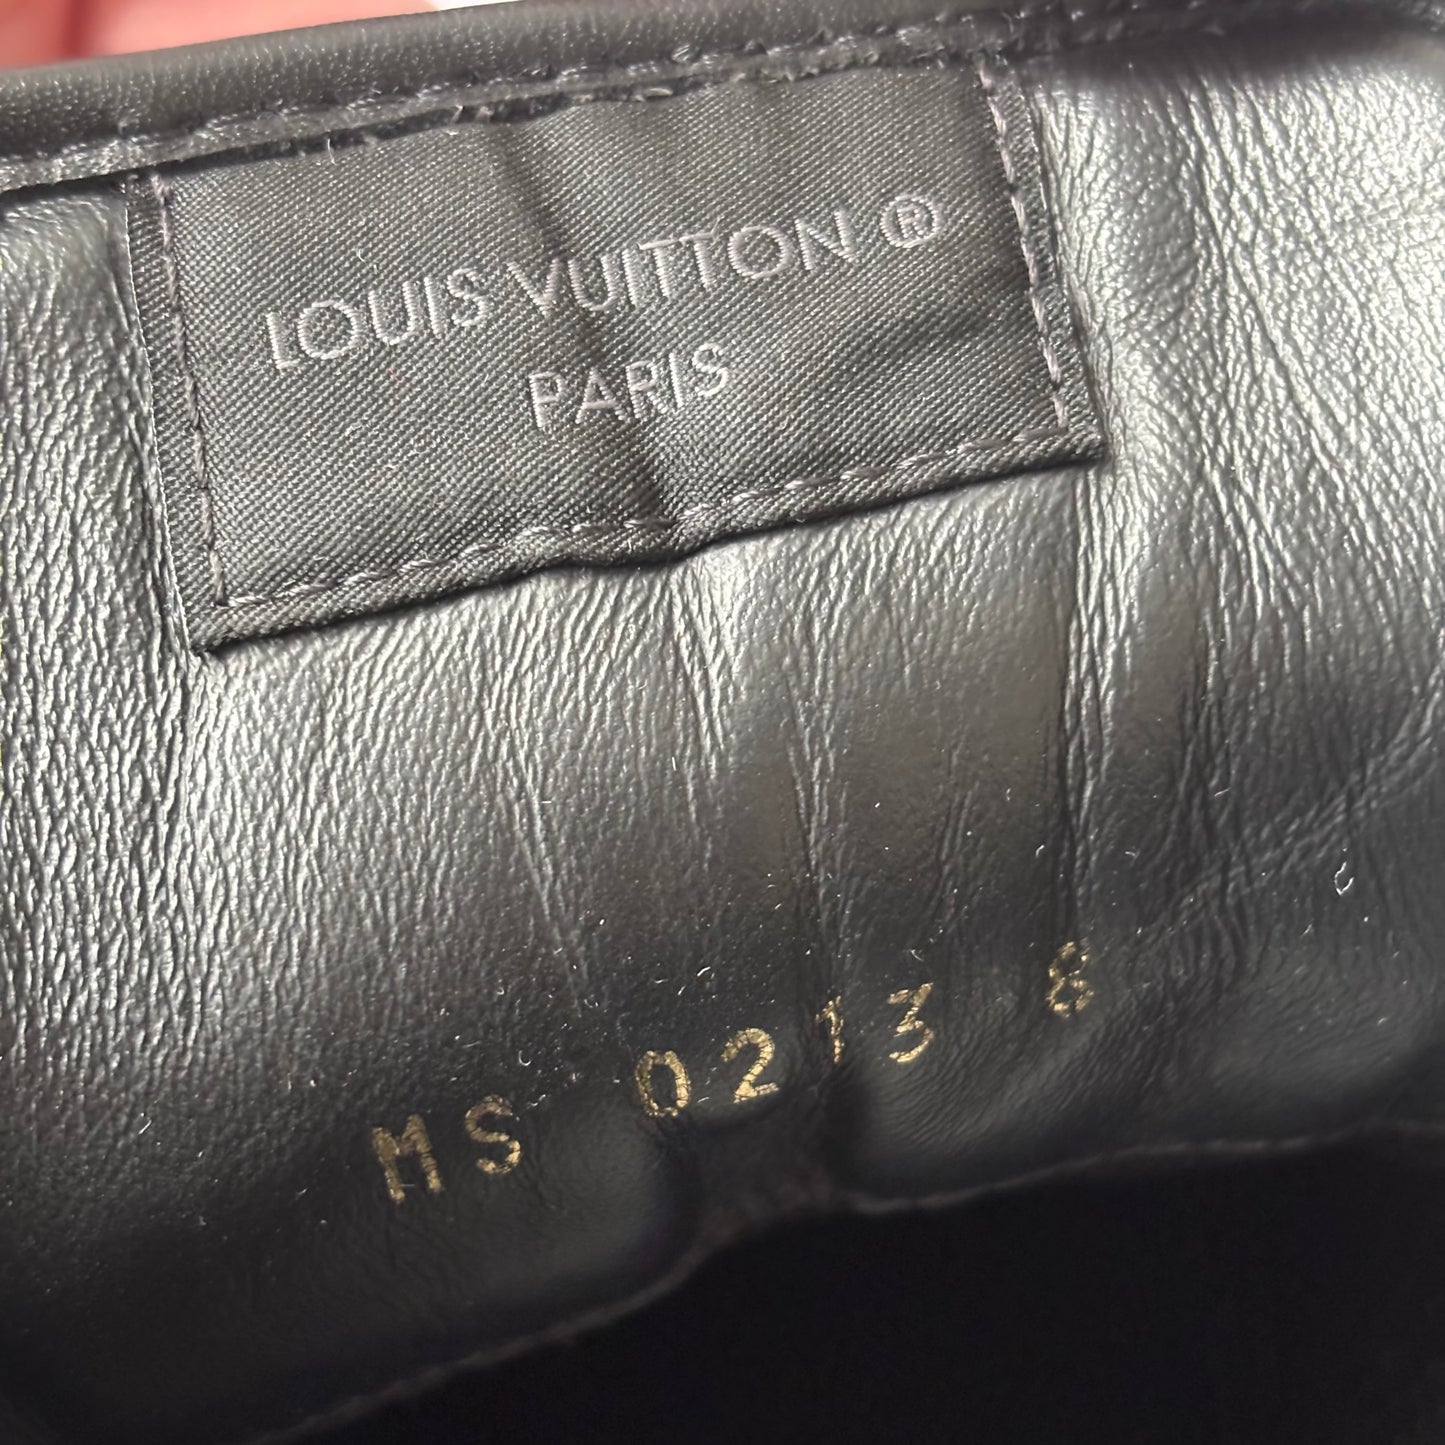 LOUIS VUITTON ®
PARIS
MS 0213 8